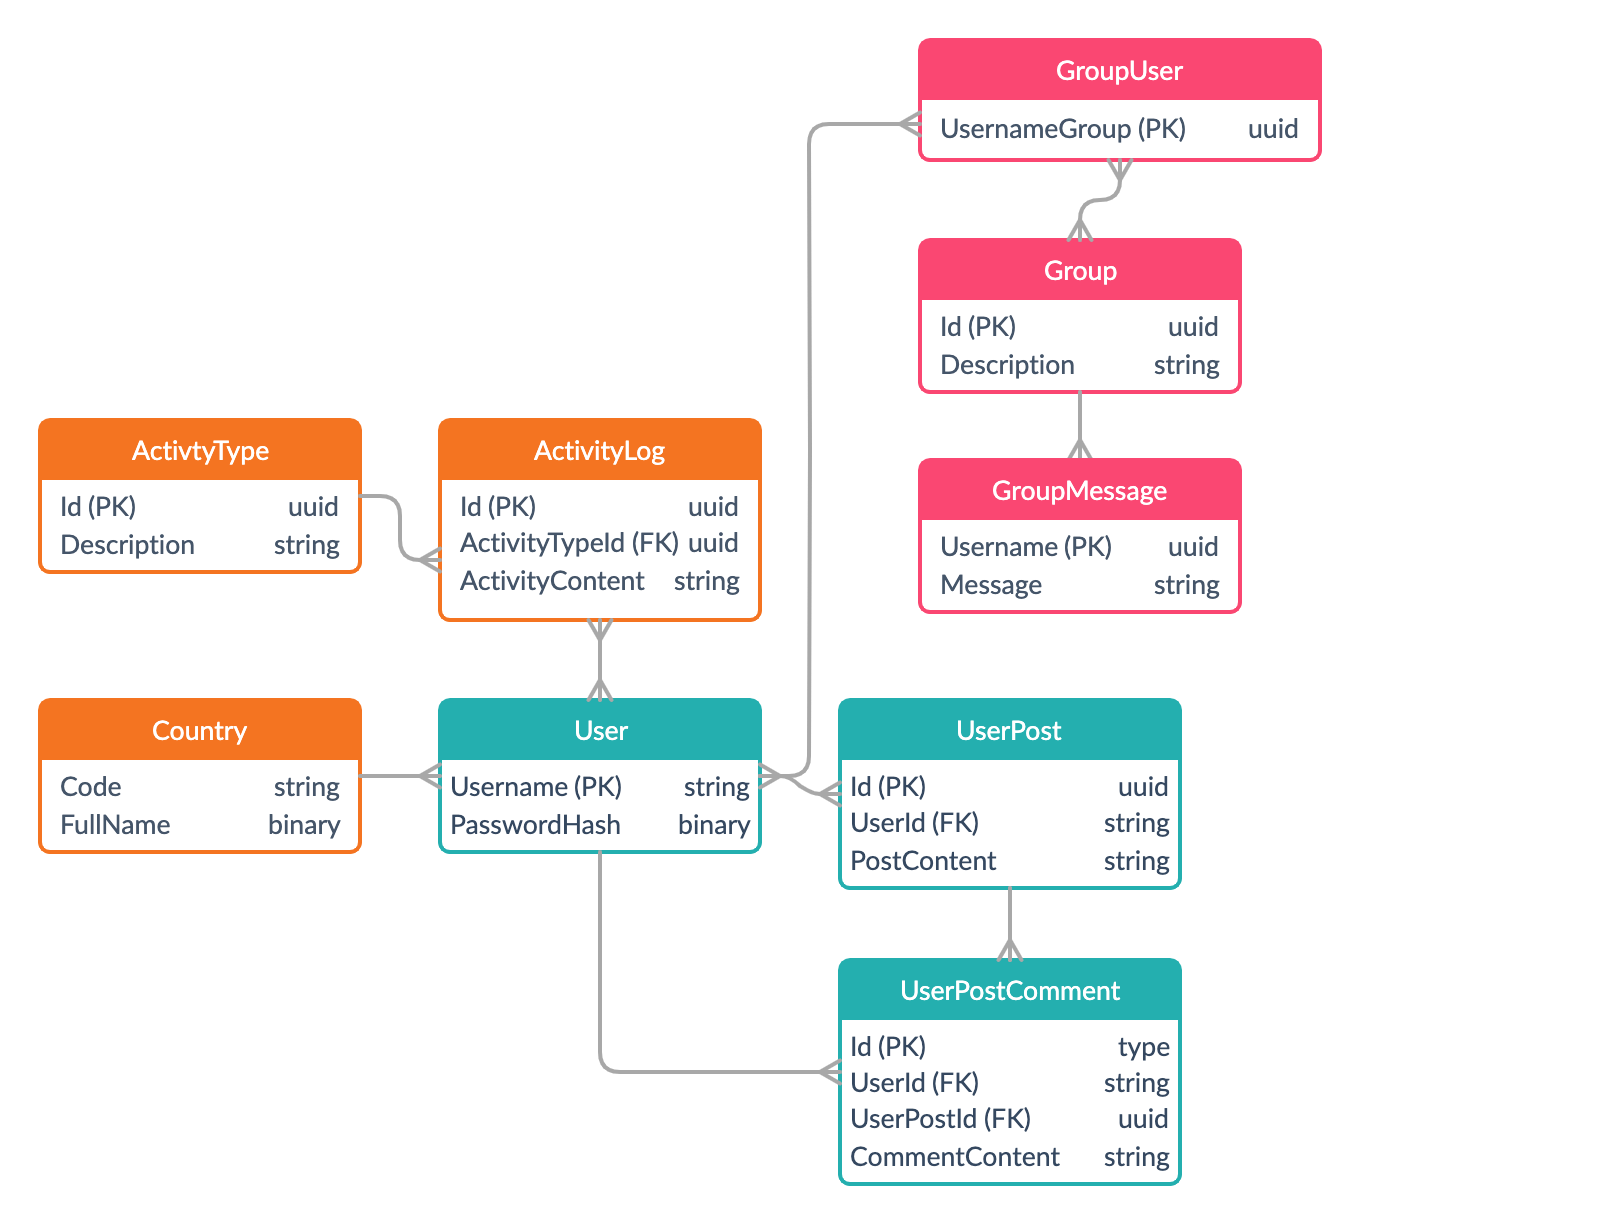 GroupUser
UsernameGroup (PK) uuid
Group
Id (PK) uuid
Description string
ActivtyType
Id (PK) uuid
Description string
ActivityLog
Id (PK) uuid
ActivityTypeId (FK) uuid
ActivityContent string
GroupMessage
Username (PK) uuid
Message string
Country
Code string
FullName binary
User
Username (PK) string
PasswordHash binary
UserPost
Id (PK) uuid
UserId (FK) string
PostContent string
UserPostComment
Id (PK) type
UserId (FK) string
UserPostId (FK) uuid
CommentContent string